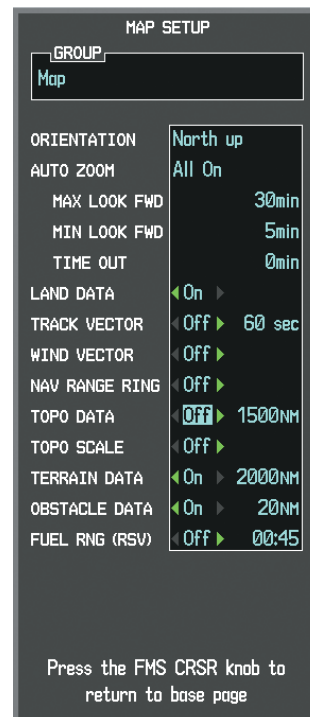 MAP SETUP
GROUP
Map
ORIENTATION North up
AUTO ZOOM All On
MAX LOOK FWD 30min
MIN LOOK FWD 5min
TIME OUT 0min
LAND DATA On
TRACK VECTOR Off 60 sec
WIND VECTOR Off
NAV RANGE RING Off
TOPO DATA Off 1500NM
TOPO SCALE Off
TERRAIN DATA On 2000NM
OBSTACLE DATA On 20NM
FUEL RNG (RSV) Off 00:45
Press the FMS CRSR knob to
return to base page